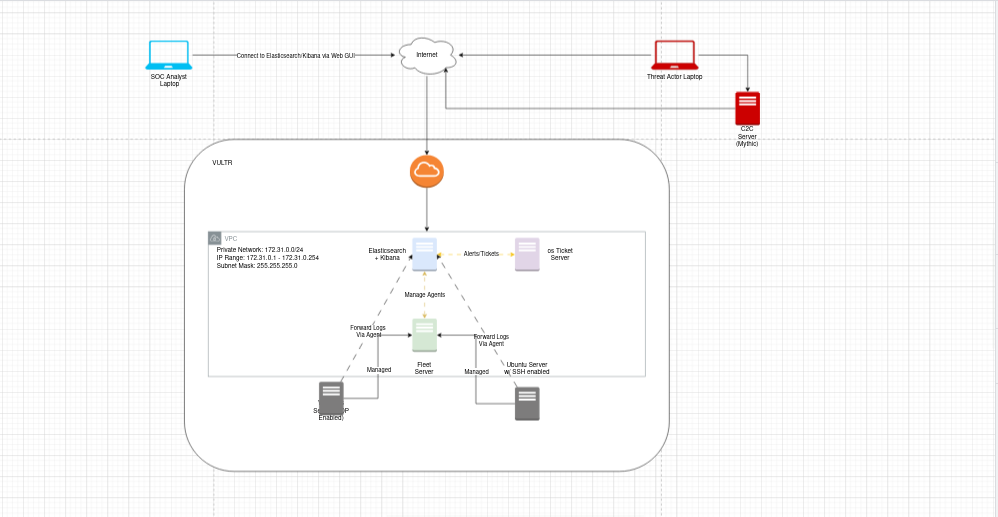 Connect to Elasticsearch/Kibana via Web GUI
Internet
SOC Analyst
Laptop
Threat Actor Laptop
C2C
Server
(Mythic)
VULTR
VPC
Private Network: 172.31.0.0/24
IP Range: 172.31.0.1 - 172.31.0.254
Subnet Mask: 255.255.255.0
Elasticsearch
+ Kibana
Alerts/Tickets
os Ticket
Server
Manage Agents
Forward Logs
Via Agent
Forward Logs
Via Agent
Fleet
Server
Managed
Managed
Ubuntu Server
w/ SSH enabled
Enabled)